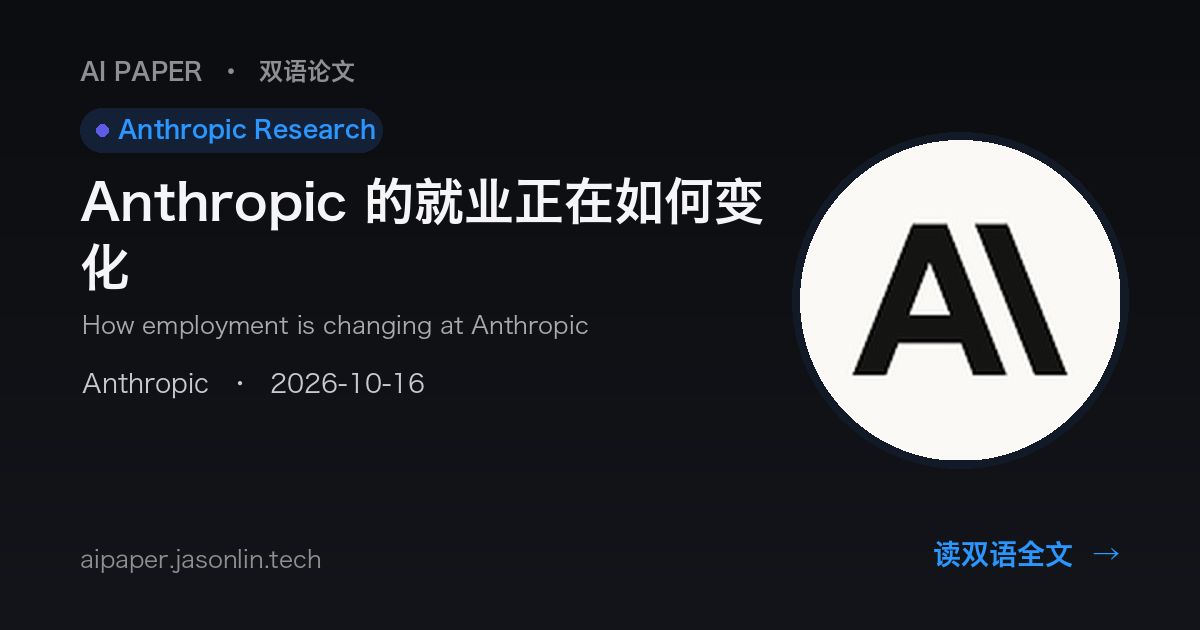 AI PAPER · 双语论文
Anthropic Research
Anthropic 的就业正在如何变
化
How employment is changing at Anthropic
Anthropic · 2026-10-16
aipaper.jasonlin.tech
读双语全文 →